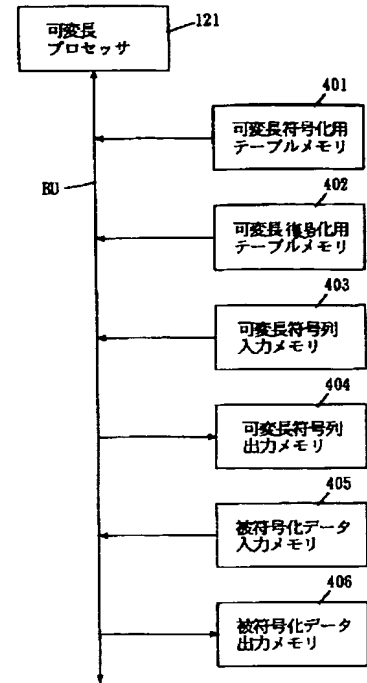 可変長
プロセッサ
121
401
可変長符号化用
テーブルメモリ
BU
402
可変長復号化用
テーブルメモリ
403
可変長符号列
入力メモリ
404
可変長符号列
出力メモリ
405
被符号化データ
入力メモリ
406
被符号化データ
出力メモリ